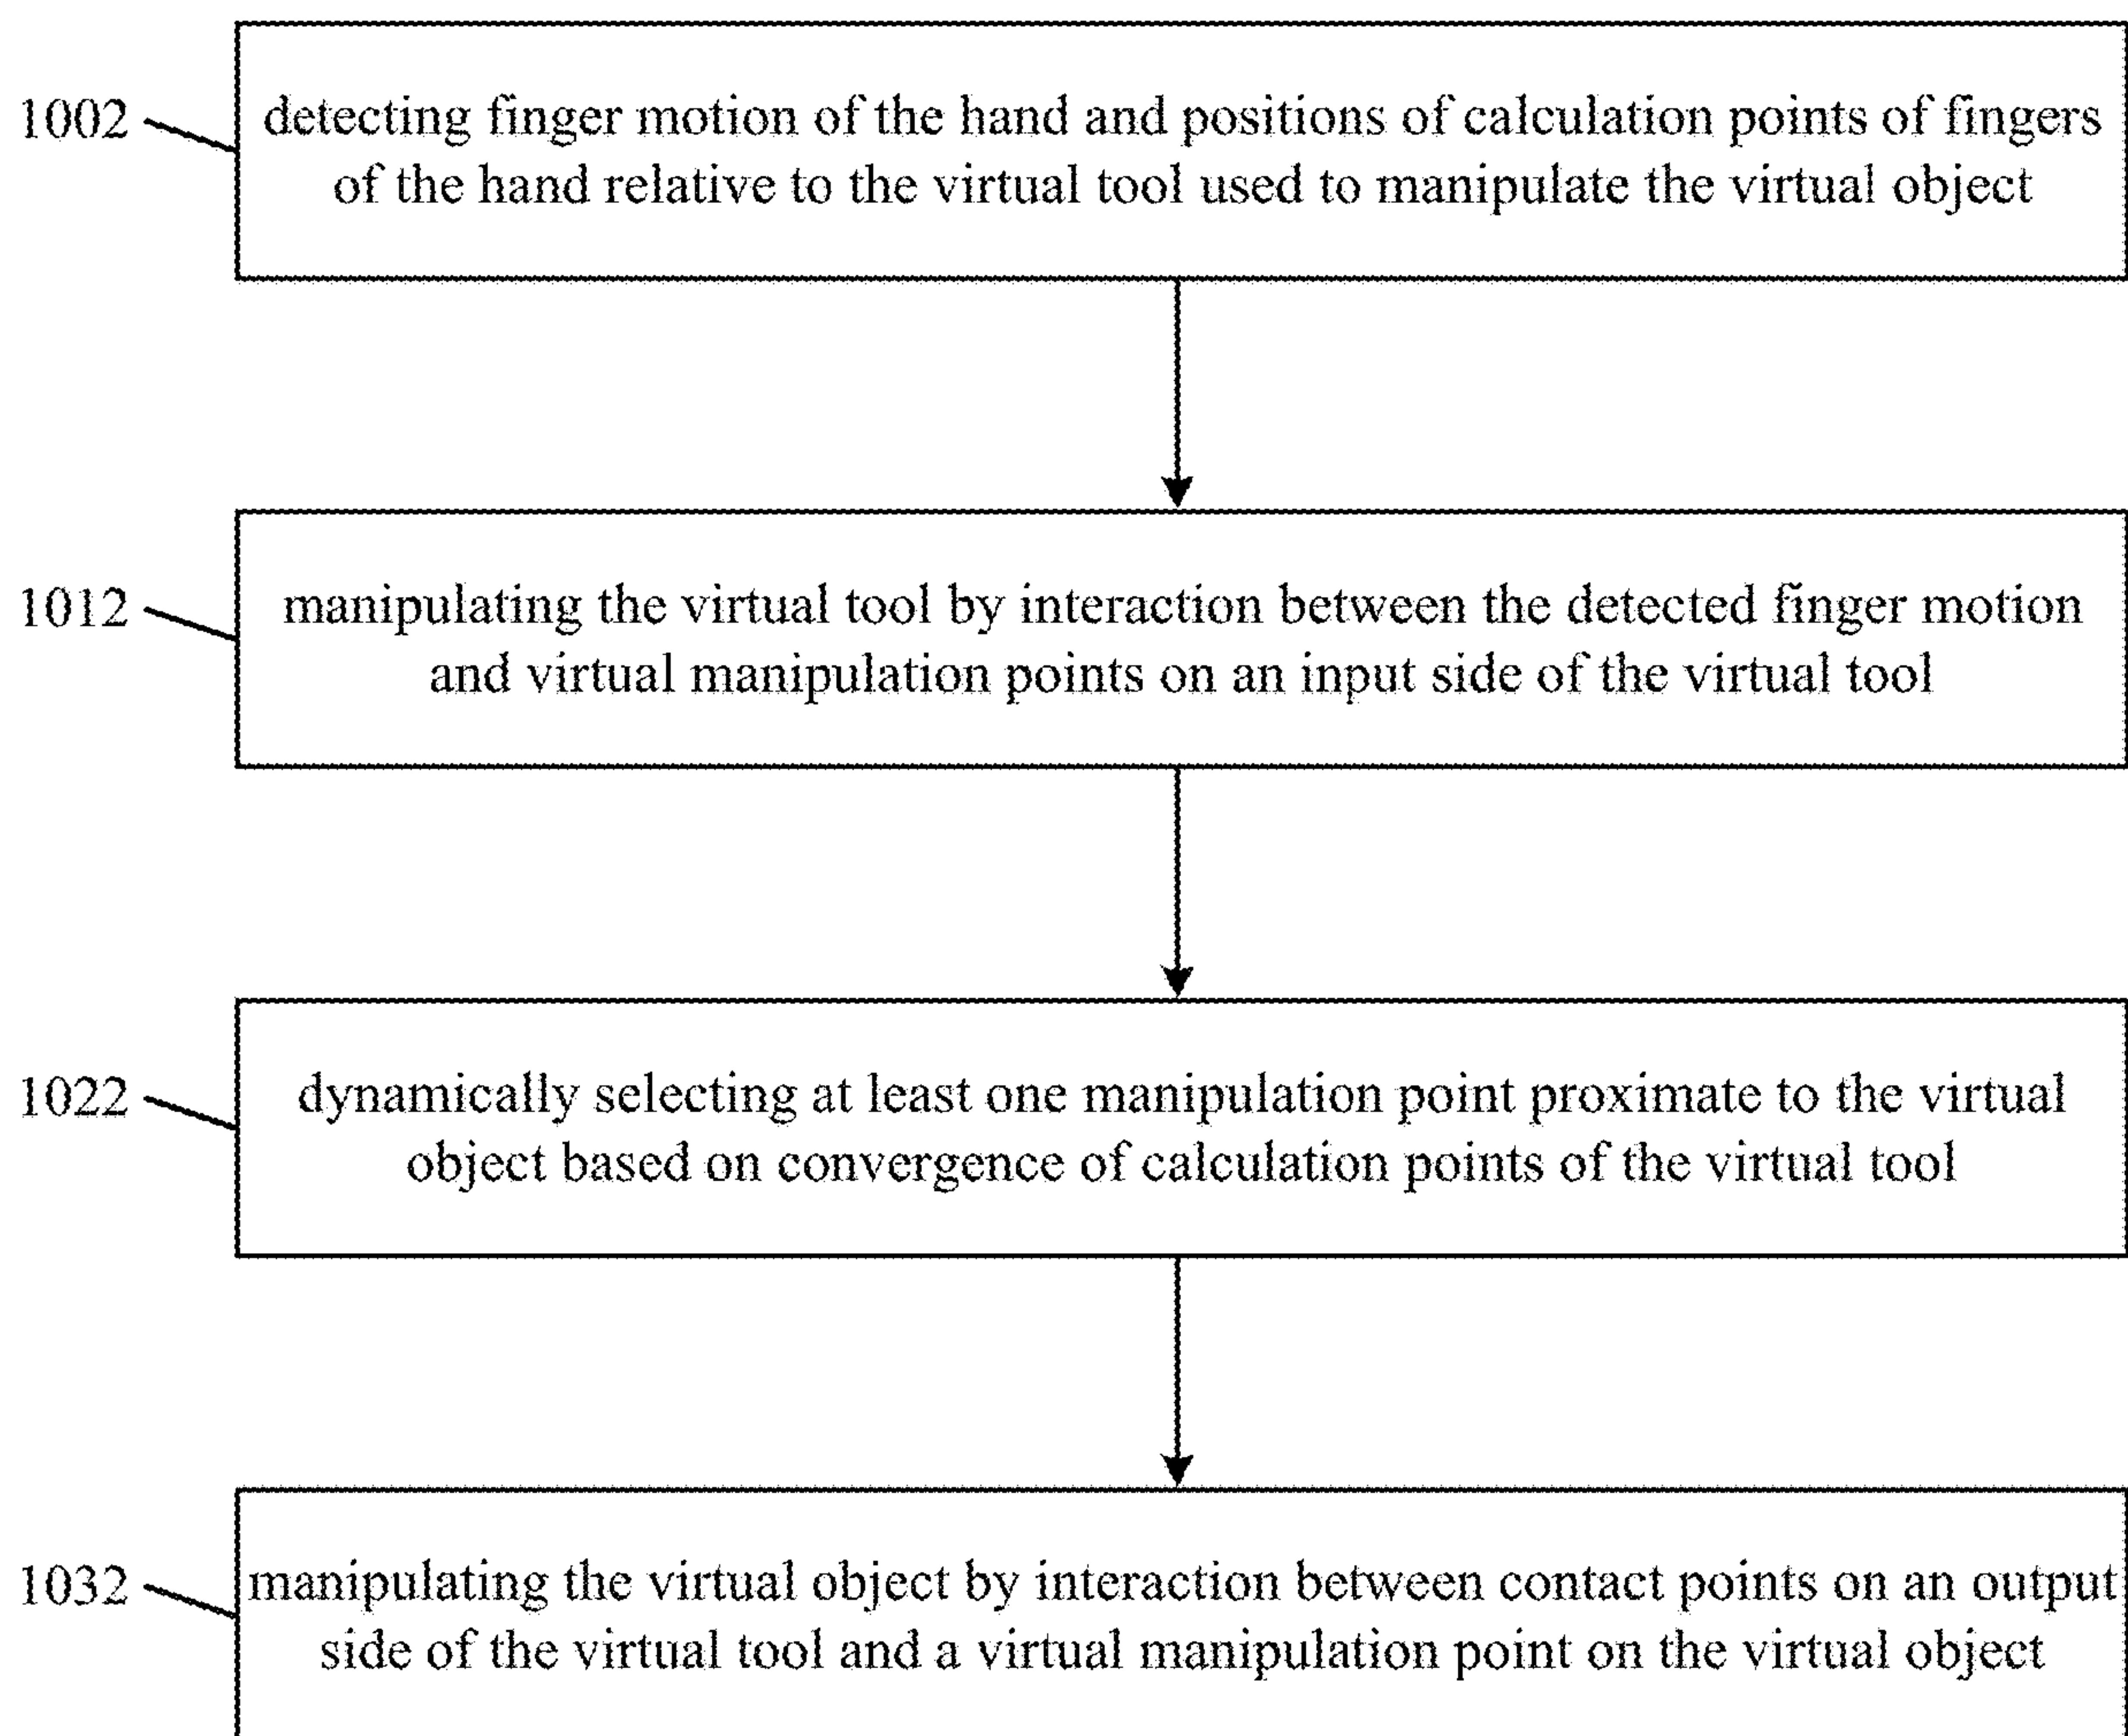 1002
detecting finger motion of the hand and positions of calculation points of fingers
of the hand relative to the virtual tool used to manipulate the virtual object
1012
manipulating the virtual tool by interaction between the detected finger motion
and virtual manipulation points on an input side of the virtual tool
1022
dynamically selecting at least one manipulation point proximate to the virtual
object based on convergence of calculation points of the virtual tool
1032
manipulating the virtual object by interaction between contact points on an output
side of the virtual tool and a virtual manipulation point on the virtual object